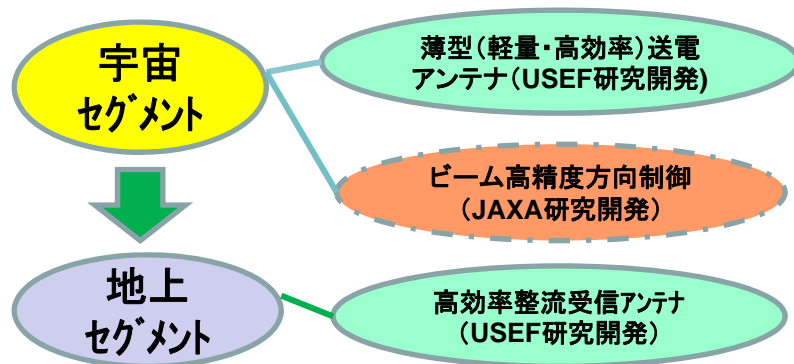 宇宙
セグメント
薄型(軽量・高効率)送電
アンテナ(USEF研究開発)
ビーム高精度方向制御
(JAXA研究開発)
地上
セグメント
高効率整流受信アンテナ
(USEF研究開発)